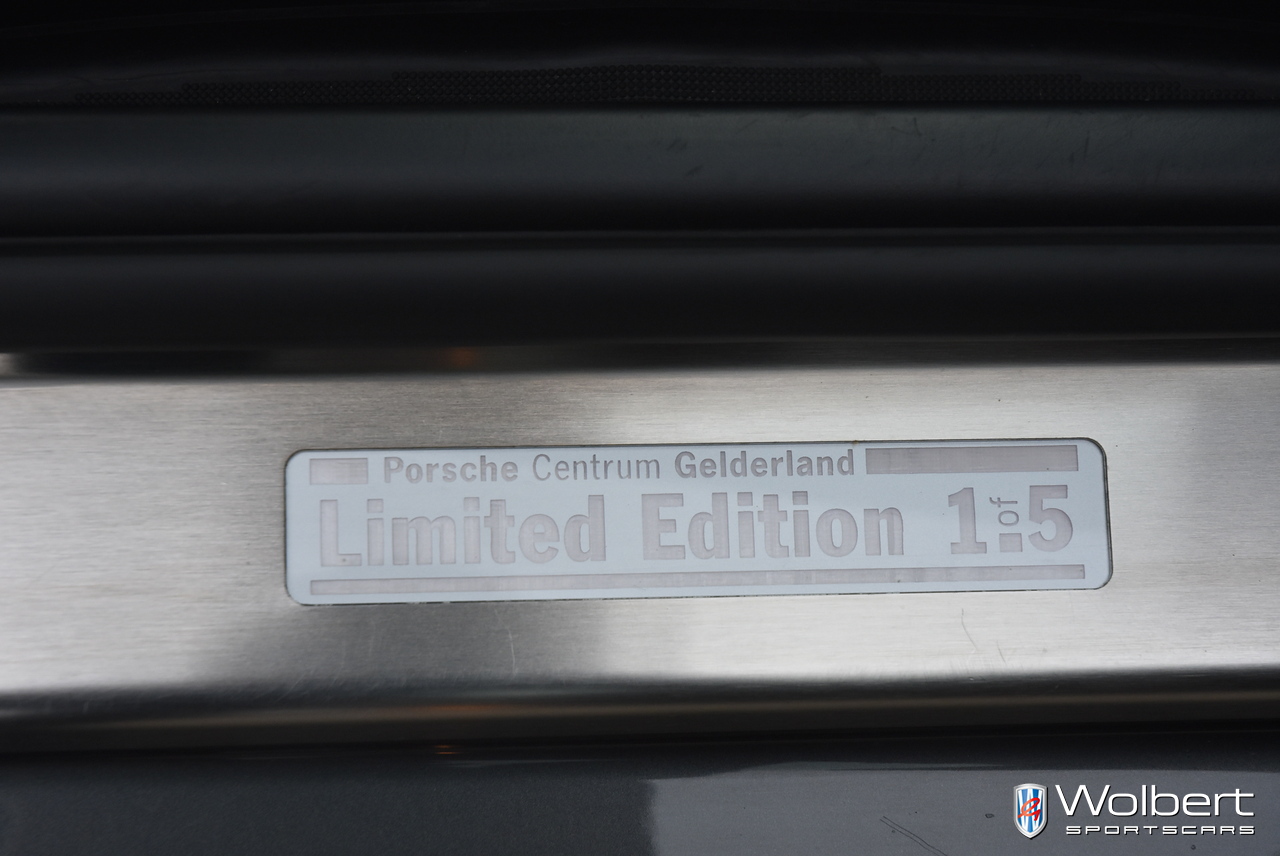 Porsche Centrum Gelderland
Limited Edition 1 of 5
Wolbert
SPORTSCARS